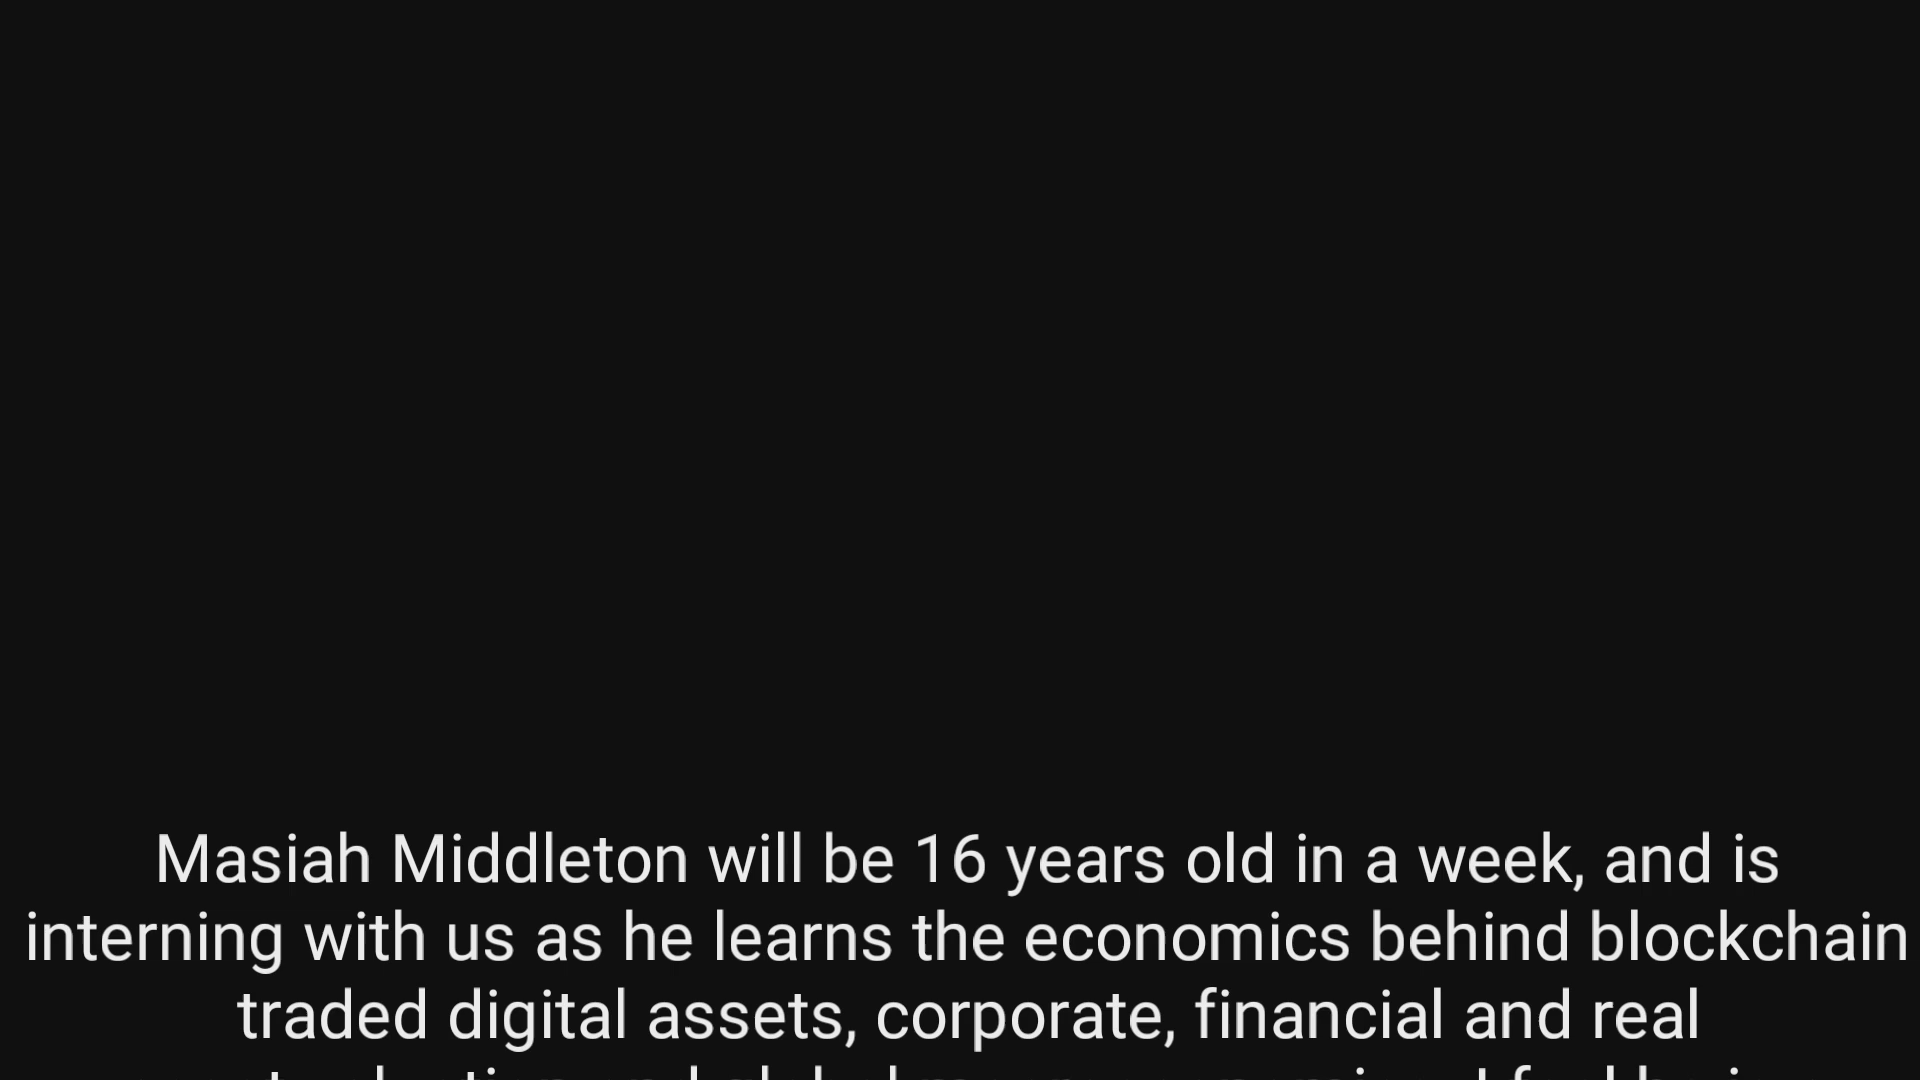 Masiah Middleton will be 16 years old in a week, and is
interning with us as he learns the economics behind blockchain
traded digital assets, corporate, financial and real